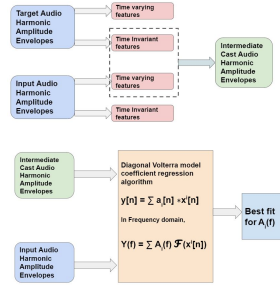 Target Audio
Harmonic
Amplitude
Envelopes
Time varying
features
Time Invariant
features
Input Audio
Harmonic
Amplitude
Envelopes
Time varying
features
Time Invariant
features
Intermediate
Cast Audio
Harmonic
Amplitude
Envelopes
Intermediate
Cast Audio
Harmonic
Amplitude
Envelopes
Input Audio
Harmonic
Amplitude
Envelopes
Diagonal Volterra model
coefficient regression
algorithm
y[n] = ∑ aᵢ[n] *xⁱ[n]
In Frequency domain,
Y(f) = ∑ Aᵢ(f) ℱ(xⁱ[n])
Best fit
for Aᵢ(f)